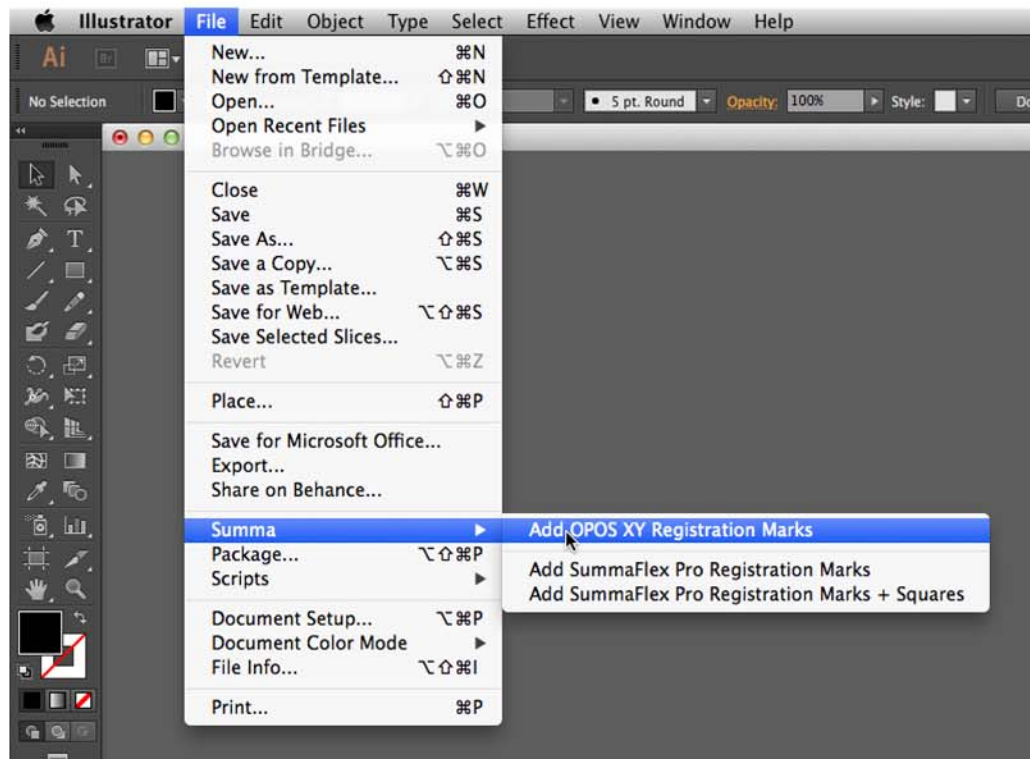 Illustrator File Edit Object Type Select Effect View Window Help
Ai Br
No Selection 5 pt. Round Opacity: 100% Style:
New... ⌘N
New from Template... ⇧⌘N
Open... ⌘O
Open Recent Files
Browse in Bridge... ⌥⌘O
Close ⌘W
Save ⌘S
Save As... ⇧⌘S
Save a Copy... ⌥⌘S
Save as Template...
Save for Web... ⌥⇧⌘S
Save Selected Slices...
Revert ⌥⌘Z
Place... ⇧⌘P
Save for Microsoft Office...
Export...
Share on Behance...
Summa Add OPOS XY Registration Marks
Package... ⌥⇧⌘P
Add SummaFlex Pro Registration Marks
Scripts
Add SummaFlex Pro Registration Marks + Squares
Document Setup... ⌥⌘P
Document Color Mode
File Info... ⌥⇧⌘I
Print... ⌘P